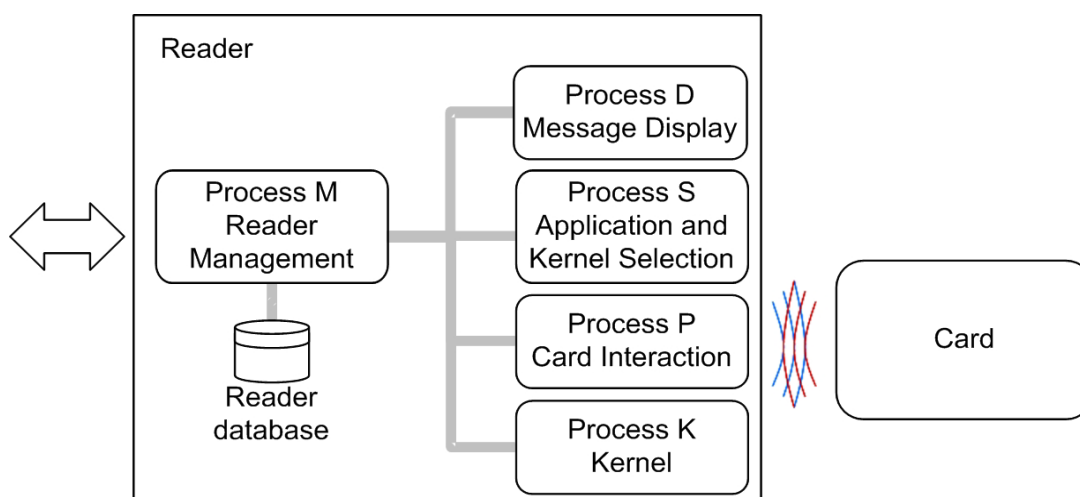 Reader
Process D
Message Display
Process M
Reader
Management
Process S
Application and
Kernel Selection
Process P
Card Interaction
Card
Reader
database
Process K
Kernel